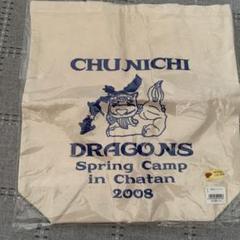 CHUNICHI
DRAGONS
Spring Camp
in Chatan
2008